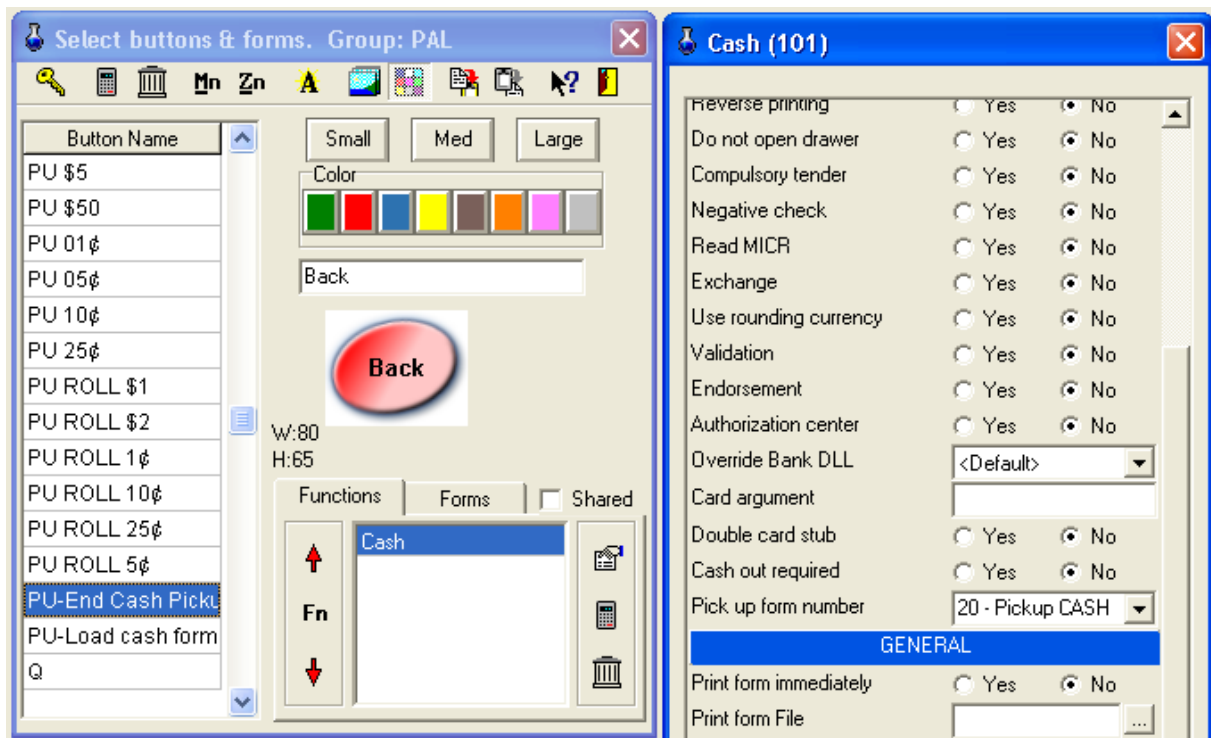 Select buttons & forms. Group: PAL
Mn Zn A ?
Button Name
PU $5
PU $50
PU 01¢
PU 05¢
PU 10¢
PU 25¢
PU ROLL $1
PU ROLL $2
PU ROLL 1¢
PU ROLL 10¢
PU ROLL 25¢
PU ROLL 5¢
PU-End Cash Picku
PU-Load cash form
Q
Small Med Large
Color
Back
Back
W:80
H:65
Functions Forms Shared
Cash
Fn
Cash (101)
Reverse printing Yes No
Do not open drawer Yes No
Compulsory tender Yes No
Negative check Yes No
Read MICR Yes No
Exchange Yes No
Use rounding currency Yes No
Validation Yes No
Endorsement Yes No
Authorization center Yes No
Override Bank DLL <Default>
Card argument
Double card stub Yes No
Cash out required Yes No
Pick up form number 20 - Pickup CASH
GENERAL
Print form immediately Yes No
Print form File ...